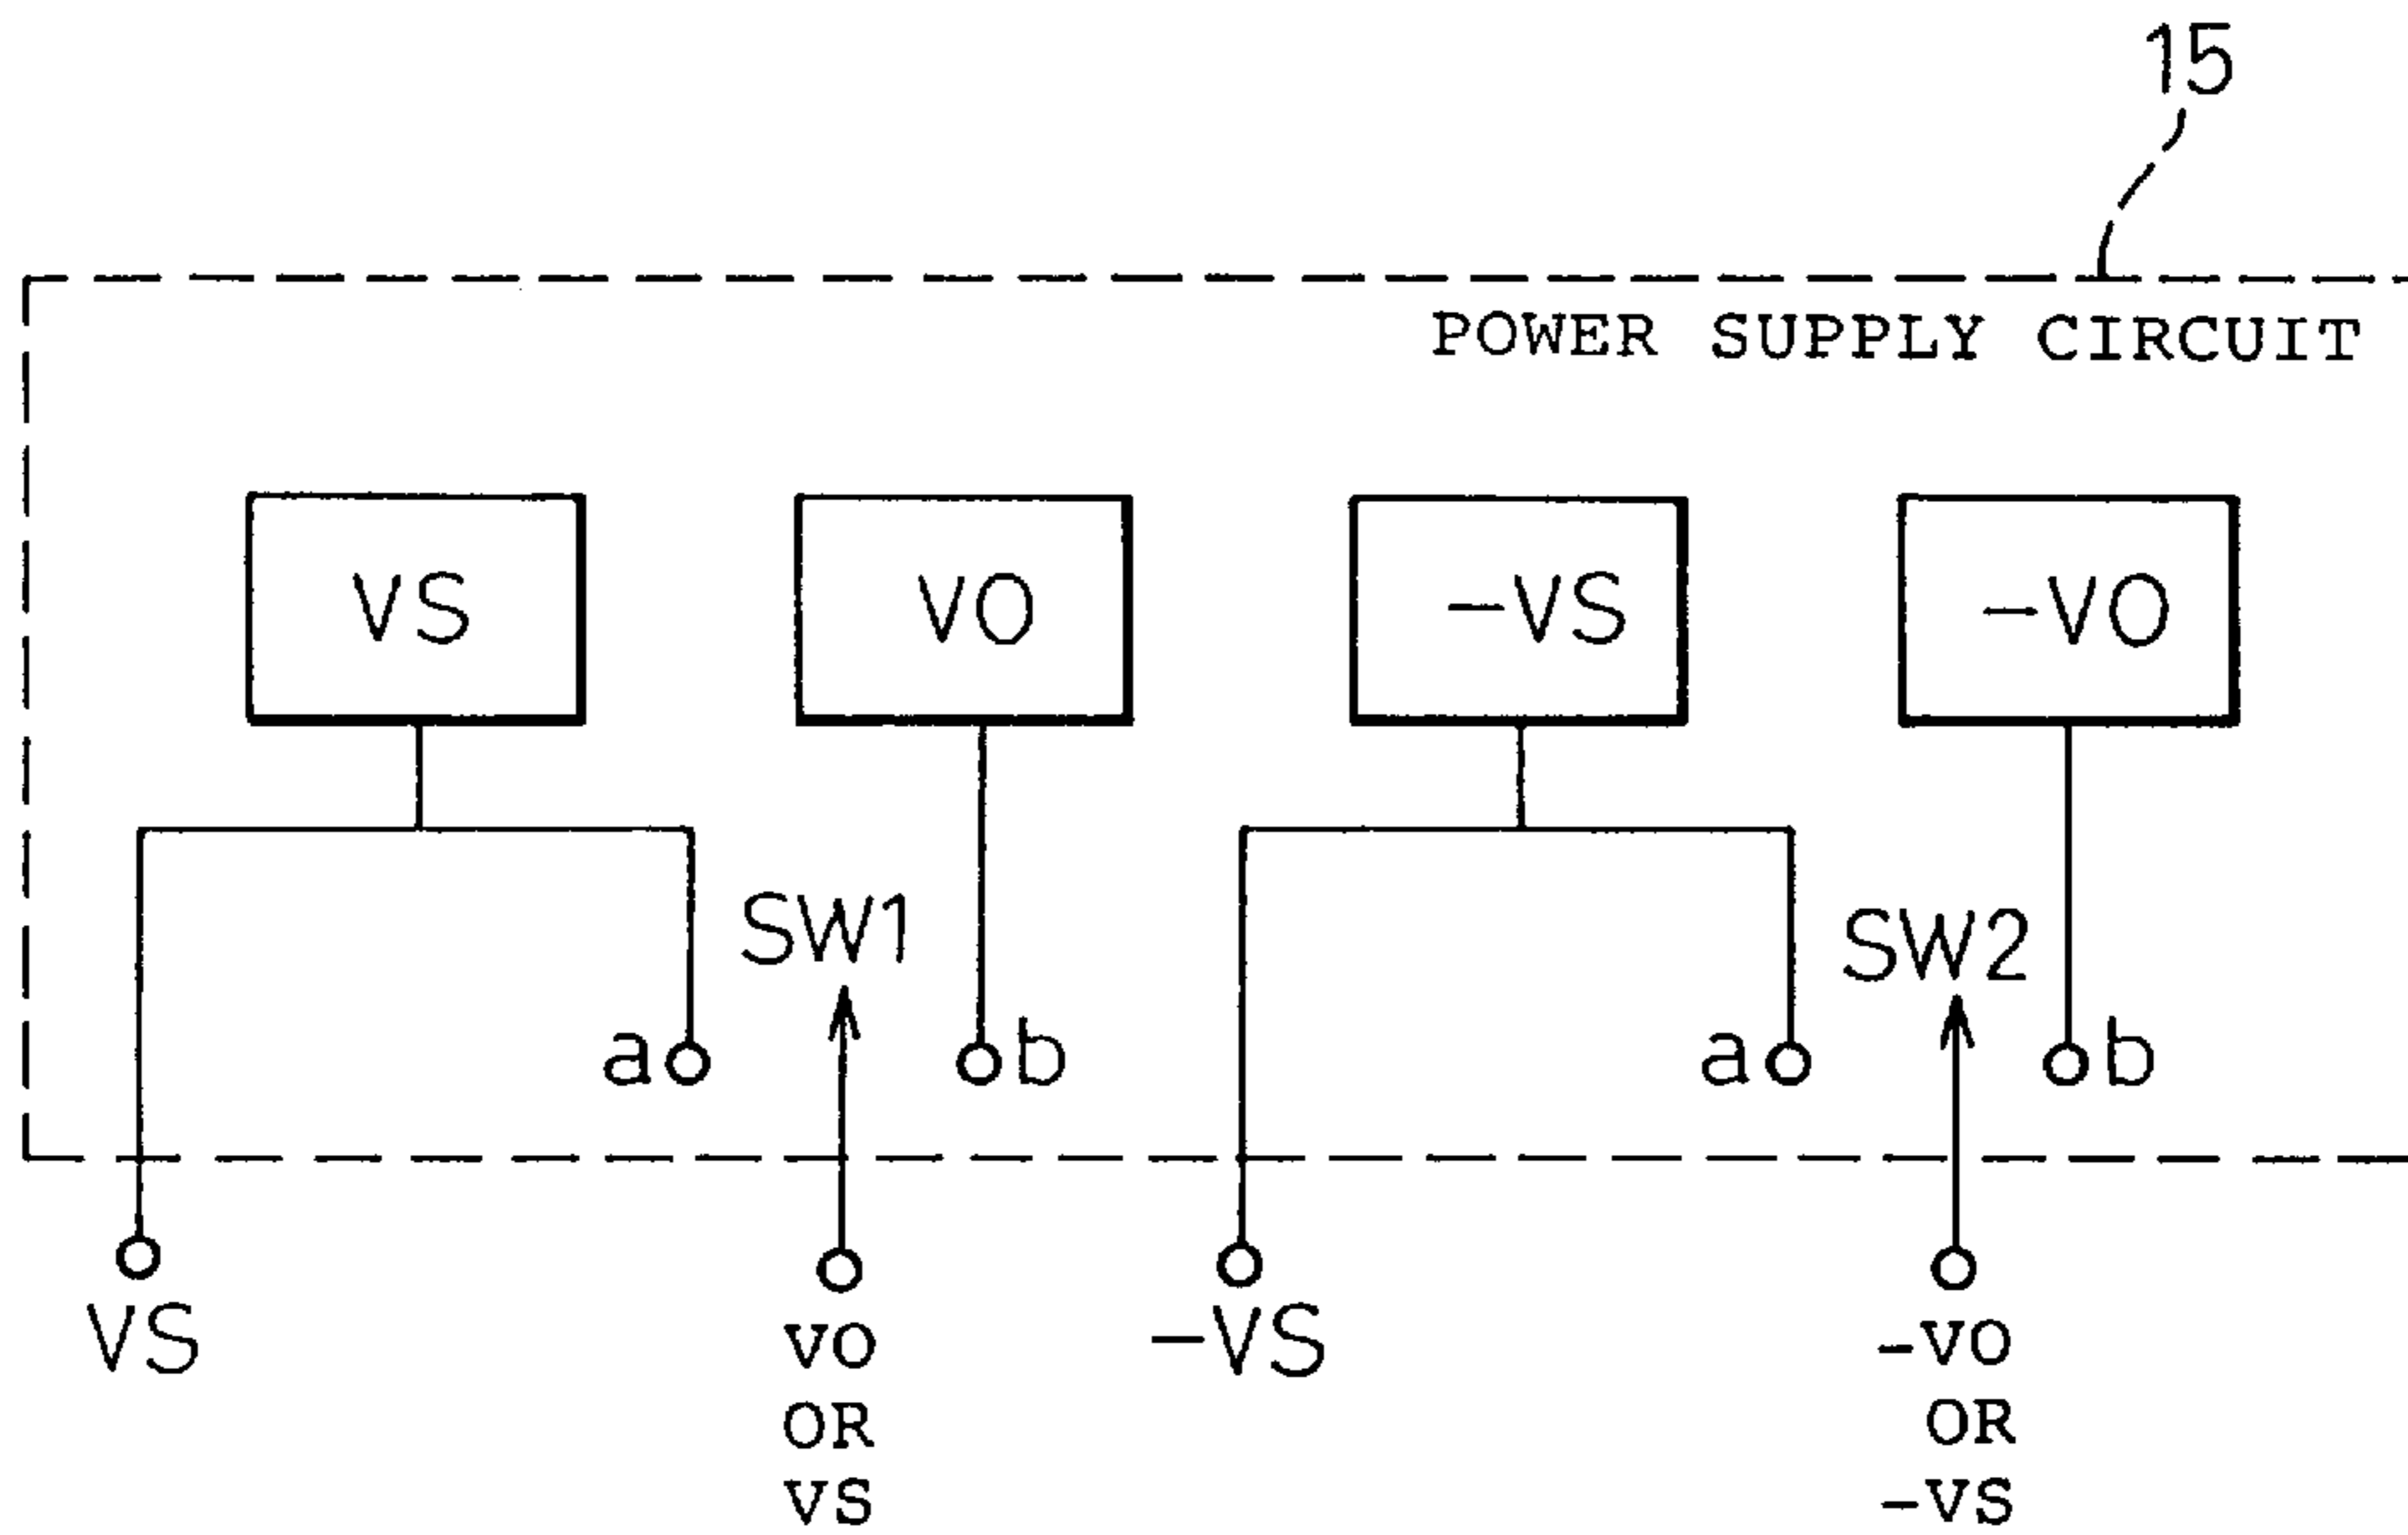 15
POWER SUPPLY CIRCUIT
VS
VO
-VS
-VO
SW1
SW2
a
b
a
b
VS
VO
OR
VS
-VS
-VO
OR
-VS